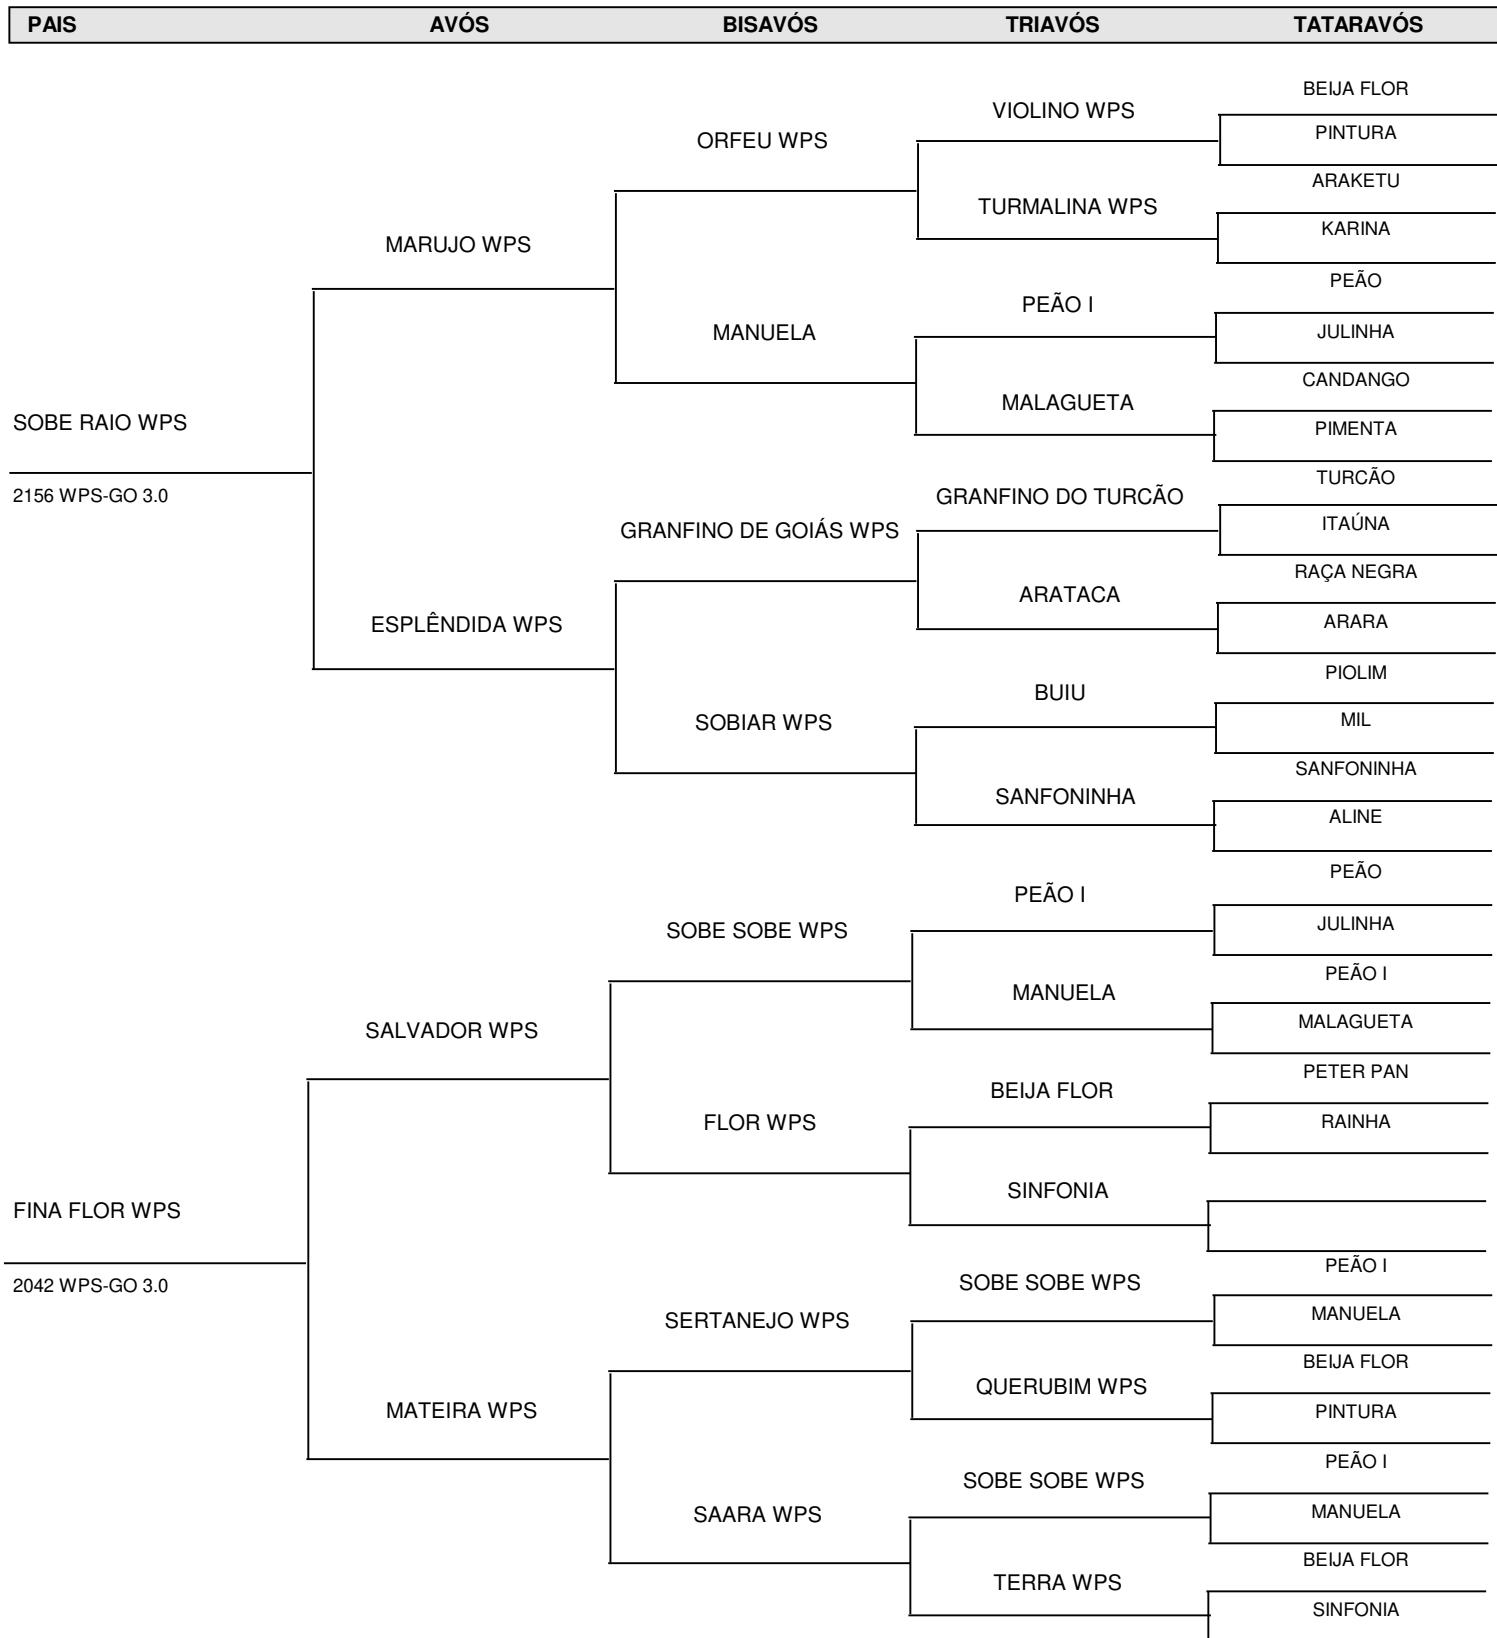 PAIS AVÓS BISAVÓS TRIAVÓS TATARAVÓS
BEIJA FLOR
VIOLINO WPS
PINTURA
ORFEU WPS
ARAKETU
TURMALINA WPS
KARINA
MARUJO WPS
PEÃO
PEÃO I
JULINHA
MANUELA
CANDANGO
MALAGUETA
PIMENTA
SOBE RAIO WPS
2156 WPS-GO 3.0
TURCÃO
GRANFINO DO TURCÃO
ITAÚNA
GRANFINO DE GOIÁS WPS
RAÇA NEGRA
ARATACA
ARARA
ESPLÊNDIDA WPS
PIOLIM
BUIU
MIL
SOBIAR WPS
SANFONINHA
SANFONINHA
ALINE
PEÃO
PEÃO I
JULINHA
SOBE SOBE WPS
PEÃO I
MANUELA
MALAGUETA
SALVADOR WPS
PETER PAN
BEIJA FLOR
RAINHA
FLOR WPS
SINFONIA
FINA FLOR WPS
2042 WPS-GO 3.0
PEÃO I
SOBE SOBE WPS
MANUELA
SERTANEJO WPS
BEIJA FLOR
QUERUBIM WPS
PINTURA
MATEIRA WPS
PEÃO I
SOBE SOBE WPS
MANUELA
SAARA WPS
BEIJA FLOR
TERRA WPS
SINFONIA